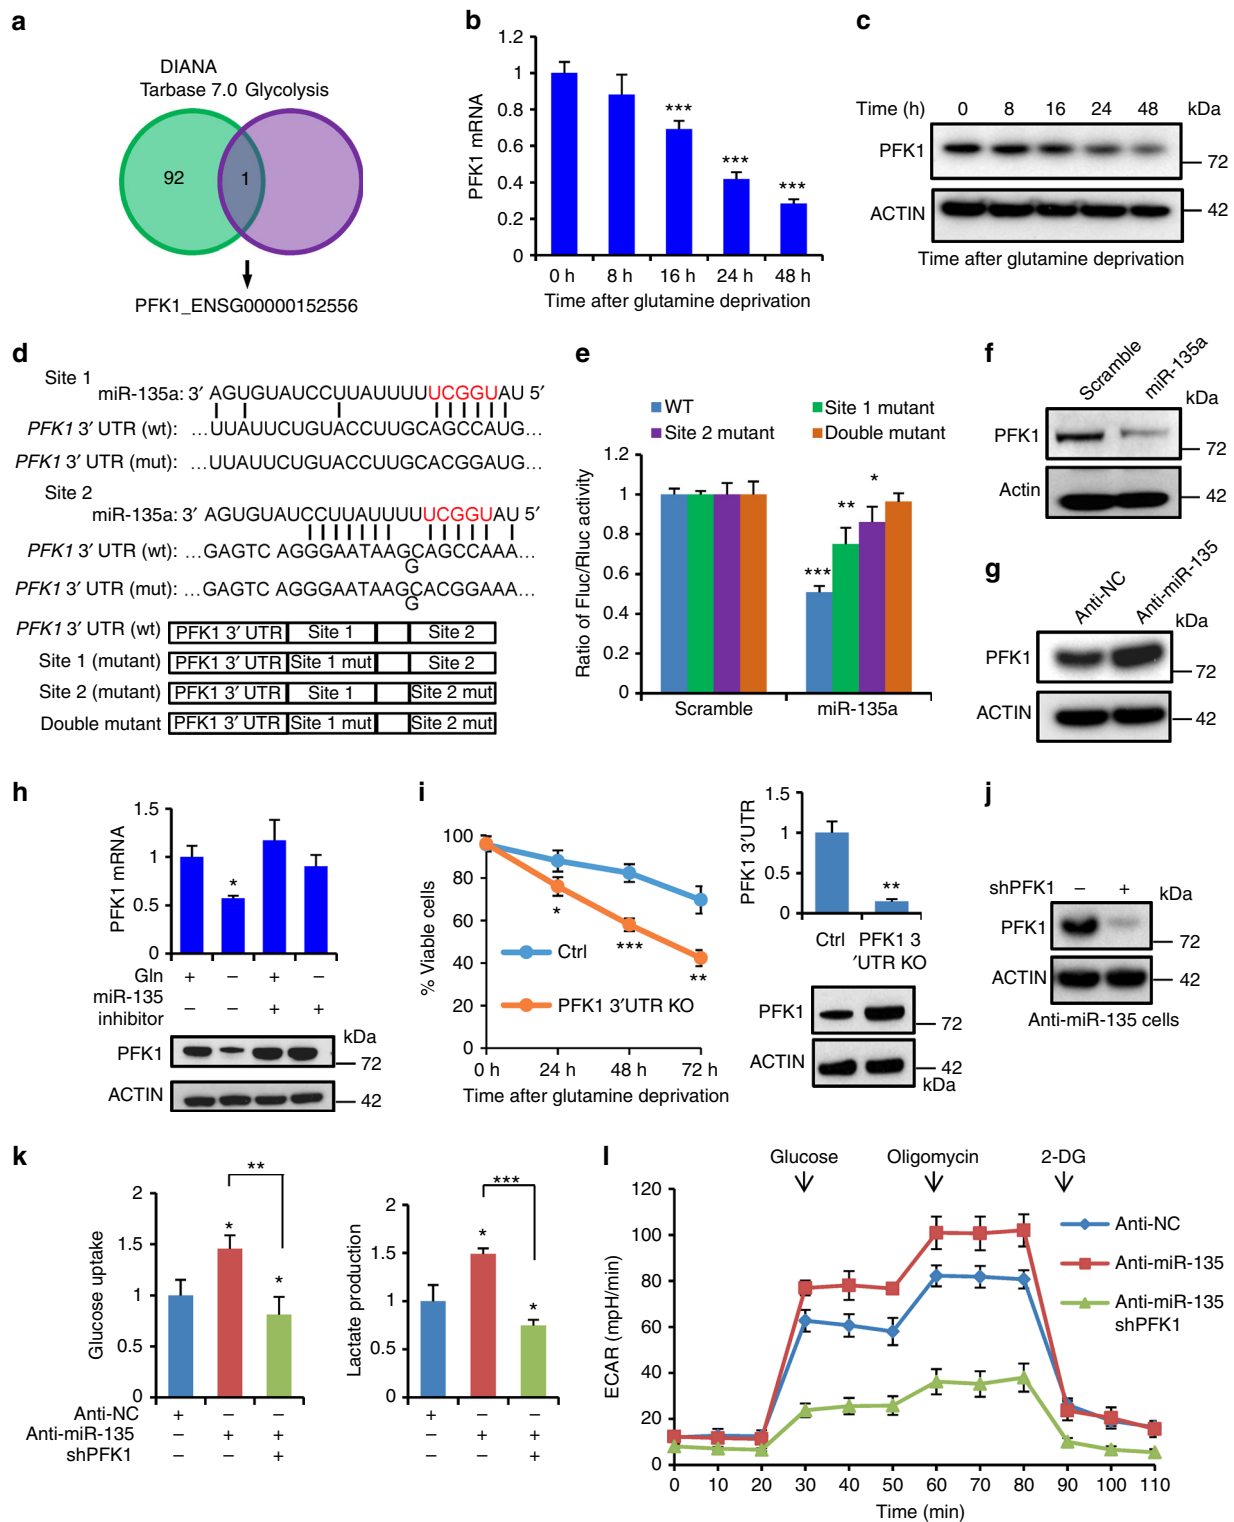 a
DIANA
Tarbase 7.0 Glycolysis
92 1
PFK1_ENSG00000152556
b
PFK1 mRNA
1.2
1
0.8
0.6
0.4
0.2
0
***
***
***
0 h 8 h 16 h 24 h 48 h
Time after glutamine deprivation
c
Time (h) 0 8 16 24 48 kDa
PFK1 72
ACTIN 42
Time after glutamine deprivation
d
Site 1
miR-135a: 3′ AGUGUAUCCUUAUUUUUCGGUAU 5′
PFK1 3′ UTR (wt): ...UUAUUCUGUACCUUGCAGCCAUG...
PFK1 3′ UTR (mut): ...UUAUUCUGUACCUUGCACGGAUG...
Site 2
miR-135a: 3′ AGUGUAUCCUUAUUUUUCGGUAU 5′
PFK1 3′ UTR (wt): ...GAGTC AGGGAATAAGCAGCCAAA...
G
PFK1 3′ UTR (mut): ...GAGTC AGGGAATAAGCACGGAAA...
G
PFK1 3′ UTR (wt) PFK1 3′ UTR Site 1 Site 2
Site 1 (mutant) PFK1 3′ UTR Site 1 mut Site 2
Site 2 (mutant) PFK1 3′ UTR Site 1 Site 2 mut
Double mutant PFK1 3′ UTR Site 1 mut Site 2 mut
e
WT Site 1 mutant
Site 2 mutant Double mutant
Ratio of Fluc/Rluc activity
1.2
1
0.8
0.6
0.4
0.2
0
***
**
*
Scramble miR-135a
f
Scramble miR-135a
kDa
PFK1 72
Actin 42
g
Anti-NC Anti-miR-135
kDa
PFK1 72
ACTIN 42
h
PFK1 mRNA
1.5
1
0.5
0
*
Gln + − + −
miR-135
inhibitor − − + +
kDa
PFK1 72
ACTIN 42
i
% Viable cells
100
80
60
40
20
0
*
***
**
Ctrl
PFK1 3′UTR KO
0 h 24 h 48 h 72 h
Time after glutamine deprivation
PFK1 3′UTR
1.5
1
0.5
0
**
Ctrl PFK1 3
′UTR KO
PFK1 72
ACTIN 42
kDa
j
shPFK1 − + kDa
PFK1 72
ACTIN 42
Anti-miR-135 cells
k
Glucose uptake
2
1.5
1
0.5
0
**
*
*
Lactate production
2
1.5
1
0.5
0
***
*
*
Anti-NC + − − + − −
Anti-miR-135 − + + − + +
shPFK1 − − + − − +
l
Glucose Oligomycin 2-DG
ECAR (mpH/min)
120
100
80
60
40
20
0
Anti-NC
Anti-miR-135
Anti-miR-135
shPFK1
0 10 20 30 40 50 60 70 80 90 100 110
Time (min)